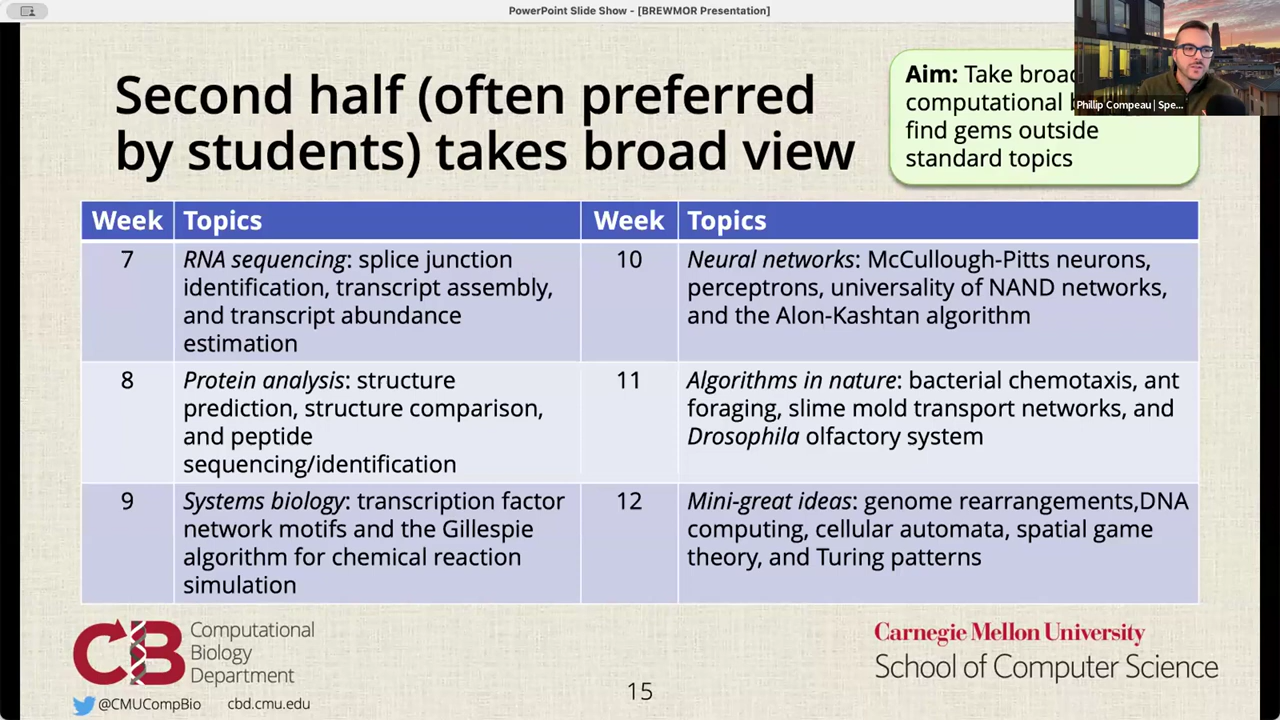 PowerPoint Slide Show - [BREWMOR Presentation]
Second half (often preferred
by students) takes broad view
Aim: Take broad
computational
find gems outside
standard topics
Phillip Compeau | Spe...
Week Topics Week Topics
7
RNA sequencing: splice junction
identification, transcript assembly,
and transcript abundance
estimation
10
Neural networks: McCullough-Pitts neurons,
perceptrons, universality of NAND networks,
and the Alon-Kashtan algorithm
8
Protein analysis: structure
prediction, structure comparison,
and peptide
sequencing/identification
11
Algorithms in nature: bacterial chemotaxis, ant
foraging, slime mold transport networks, and
Drosophila olfactory system
9
Systems biology: transcription factor
network motifs and the Gillespie
algorithm for chemical reaction
simulation
12
Mini-great ideas: genome rearrangements,DNA
computing, cellular automata, spatial game
theory, and Turing patterns
CB
Computational
Biology
Department
@CMUCompBio cbd.cmu.edu
15
Carnegie Mellon University
School of Computer Science